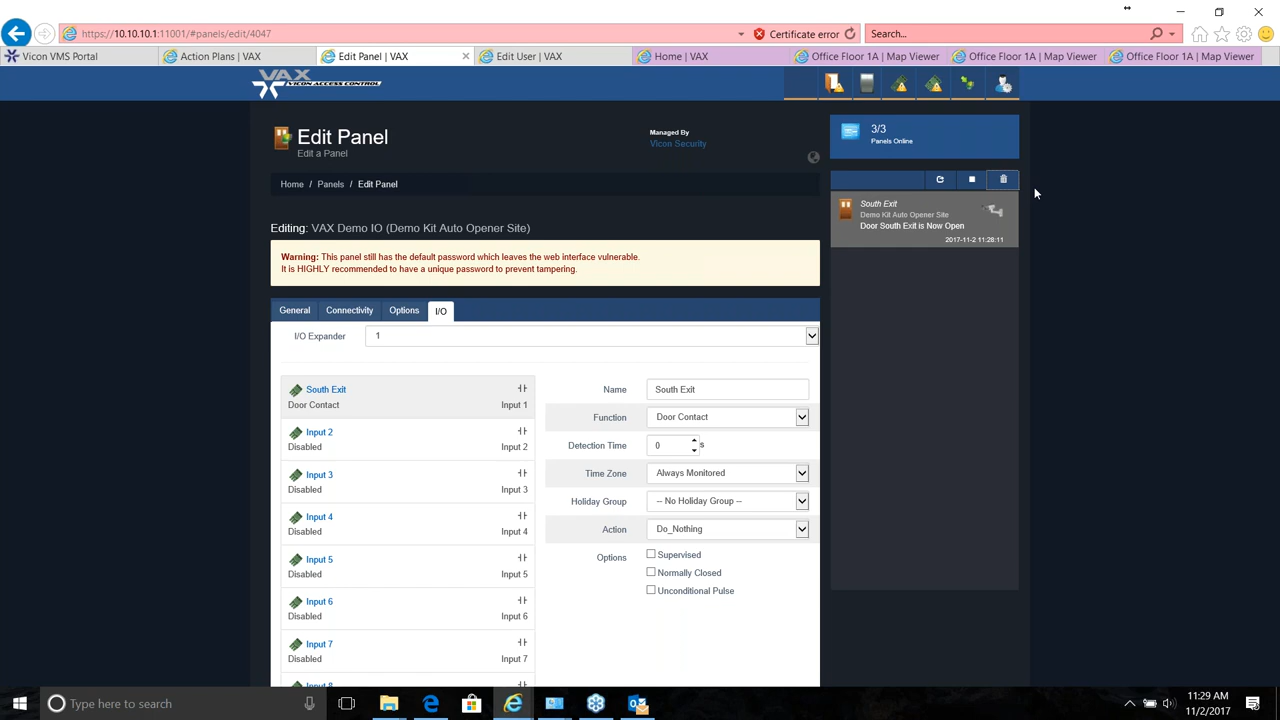 https://10.10.10.1:11001/#panels/edit/4047
Certificate error
Search...
Vicon VMS Portal
Action Plans | VAX
Edit Panel | VAX
Edit User | VAX
Home | VAX
Office Floor 1A | Map Viewer
Office Floor 1A | Map Viewer
Office Floor 1A | Map Viewer
VAX
VICON ACCESS CONTROL
Edit Panel
Edit a Panel
Managed By
Vicon Security
3/3
Panels Online
Home / Panels / Edit Panel
South Exit
Demo Kit Auto Opener Site
Door South Exit is Now Open
2017-11-2 11:28:11
Editing: VAX Demo IO (Demo Kit Auto Opener Site)
Warning: This panel still has the default password which leaves the web interface vulnerable.
It is HIGHLY recommended to have a unique password to prevent tampering.
General
Connectivity
Options
I/O
I/O Expander
1
South Exit
Door Contact
Input 1
Input 2
Disabled
Input 2
Input 3
Disabled
Input 3
Input 4
Disabled
Input 4
Input 5
Disabled
Input 5
Input 6
Disabled
Input 6
Input 7
Disabled
Input 7
Input 8
Name
South Exit
Function
Door Contact
Detection Time
0
s
Time Zone
Always Monitored
Holiday Group
-- No Holiday Group --
Action
Do_Nothing
Options
Supervised
Normally Closed
Unconditional Pulse
Type here to search
11:29 AM
11/2/2017